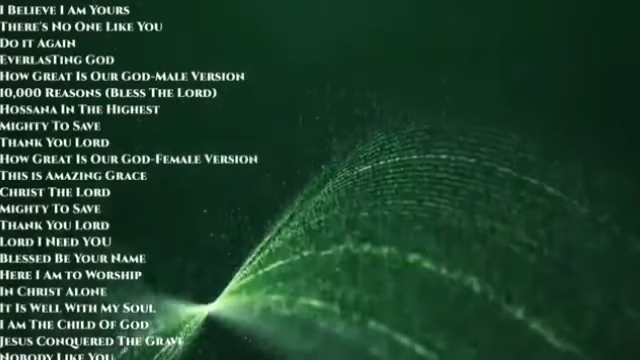 I Believe I Am Yours
There's No One Like You
Do it Again
Everlasting God
How Great Is Our God-Male Version
10,000 Reasons (Bless The Lord)
Hossana In The Highest
Mighty To Save
Thank You Lord
How Great Is Our God-Female Version
This is Amazing Grace
Christ The Lord
Mighty To Save
Thank You Lord
Lord I Need YOU
Blessed Be Your Name
Here I Am to Worship
In Christ Alone
It Is Well With My Soul
I Am The Child Of God
Jesus Conquered The Grave
Nobody Like You